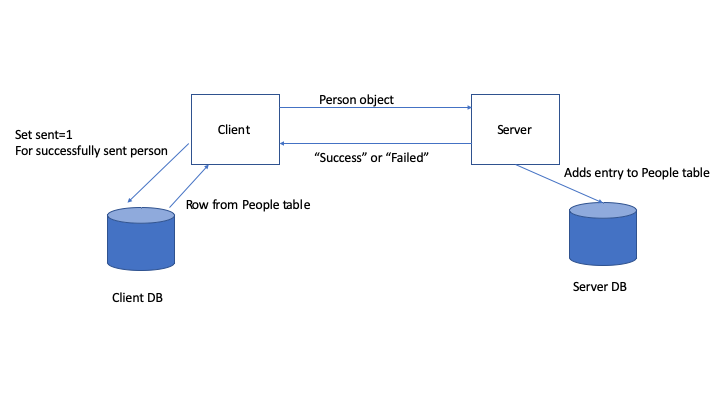 Person object
Client
Server
Set sent=1
For successfully sent person
“Success” or “Failed”
Adds entry to People table
Row from People table
Client DB
Server DB